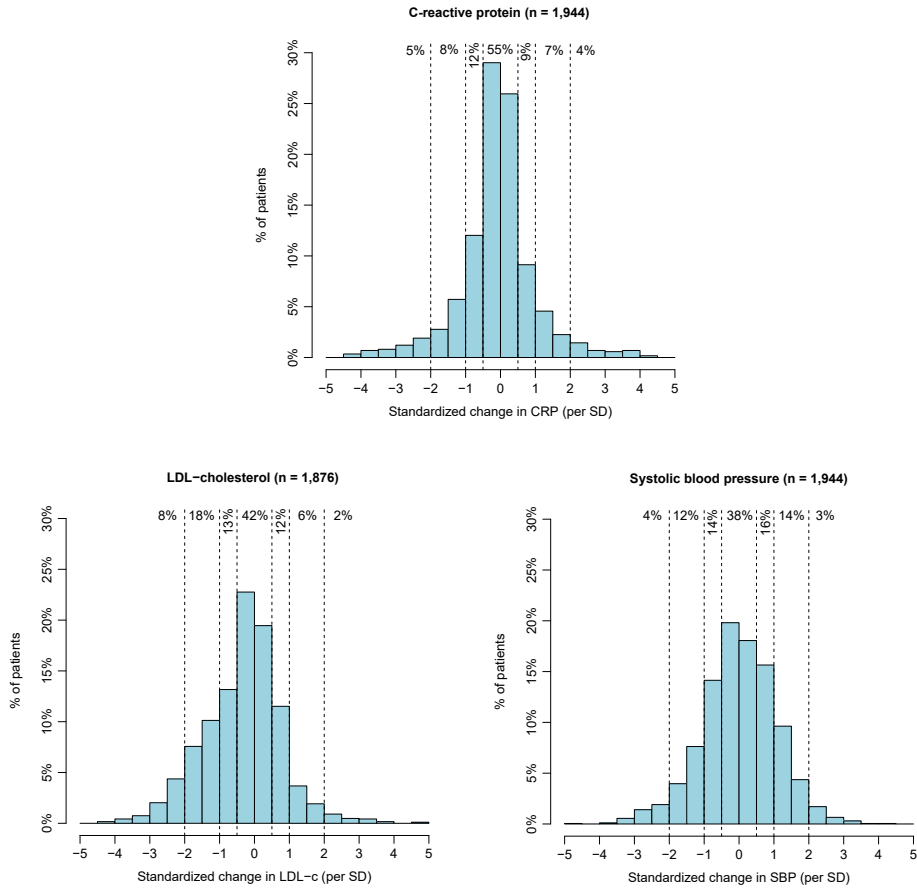 C-reactive protein (n = 1,944)
5% 8% 12% 55% 9% 7% 4%
30%
25%
20%
15%
10%
5%
0%
% of patients
−5 −4 −3 −2 −1 0 1 2 3 4 5
Standardized change in CRP (per SD)
LDL−cholesterol (n = 1,876)
8% 18% 13% 42% 12% 6% 2%
30%
25%
20%
15%
10%
5%
0%
% of patients
−5 −4 −3 −2 −1 0 1 2 3 4 5
Standardized change in LDL−c (per SD)
Systolic blood pressure (n = 1,944)
4% 12% 14% 38% 16% 14% 3%
30%
25%
20%
15%
10%
5%
0%
% of patients
−5 −4 −3 −2 −1 0 1 2 3 4 5
Standardized change in SBP (per SD)